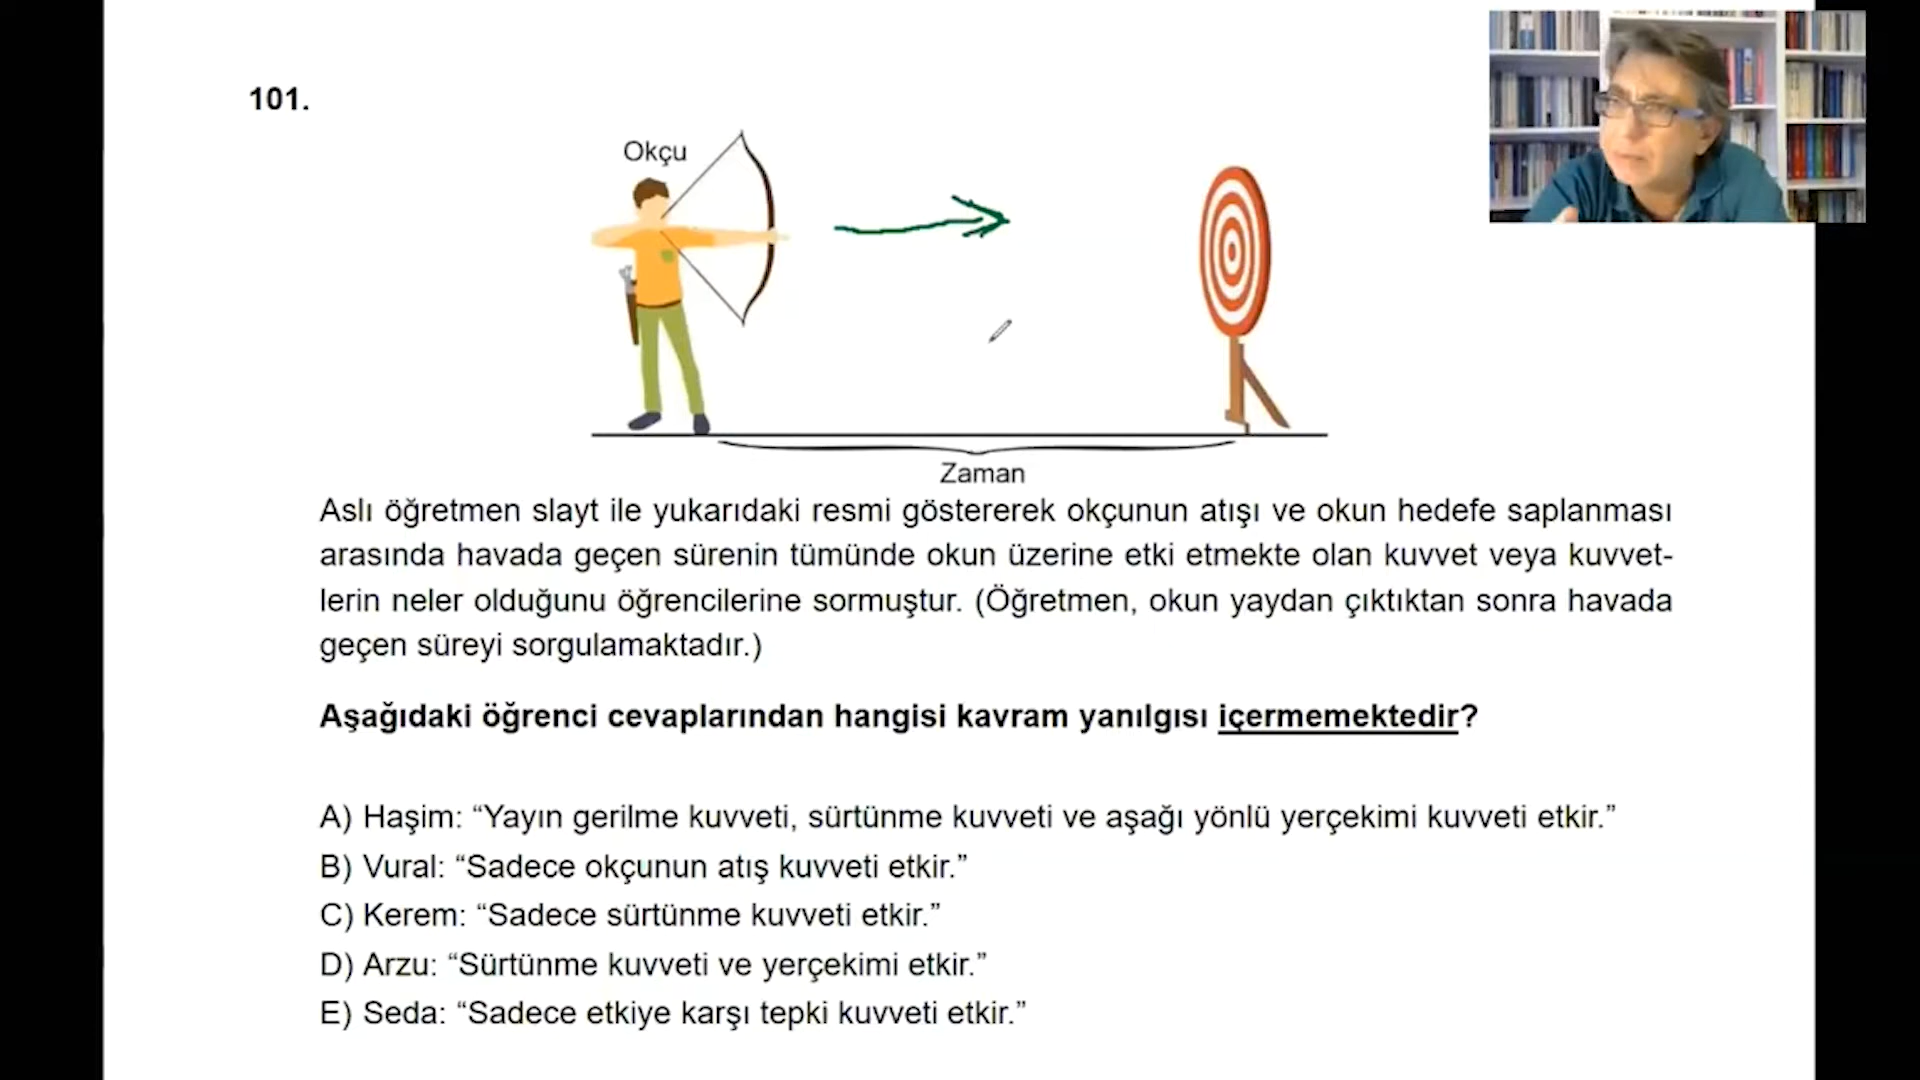 101.
Okçu
Zaman
Aslı öğretmen slayt ile yukarıdaki resmi göstererek okçunun atışı ve okun hedefe saplanması
arasında havada geçen sürenin tümünde okun üzerine etki etmekte olan kuvvet veya kuvvet-
lerin neler olduğunu öğrencilerine sormuştur. (Öğretmen, okun yaydan çıktıktan sonra havada
geçen süreyi sorgulamaktadır.)
Aşağıdaki öğrenci cevaplarından hangisi kavram yanılgısı içermemektedir?
A) Haşim: “Yayın gerilme kuvveti, sürtünme kuvveti ve aşağı yönlü yerçekimi kuvveti etkir.”
B) Vural: “Sadece okçunun atış kuvveti etkir.”
C) Kerem: “Sadece sürtünme kuvveti etkir.”
D) Arzu: “Sürtünme kuvveti ve yerçekimi etkir.”
E) Seda: “Sadece etkiye karşı tepki kuvveti etkir.”